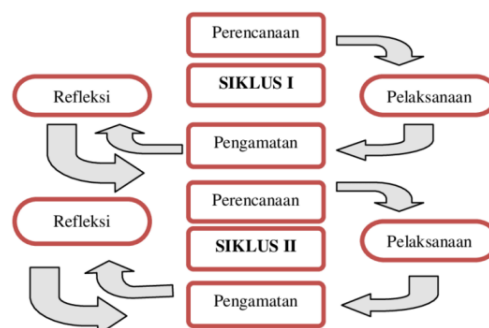 Perencanaan
SIKLUS I
Refleksi
Pelaksanaan
Pengamatan
Perencanaan
Refleksi
SIKLUS II
Pelaksanaan
Pengamatan